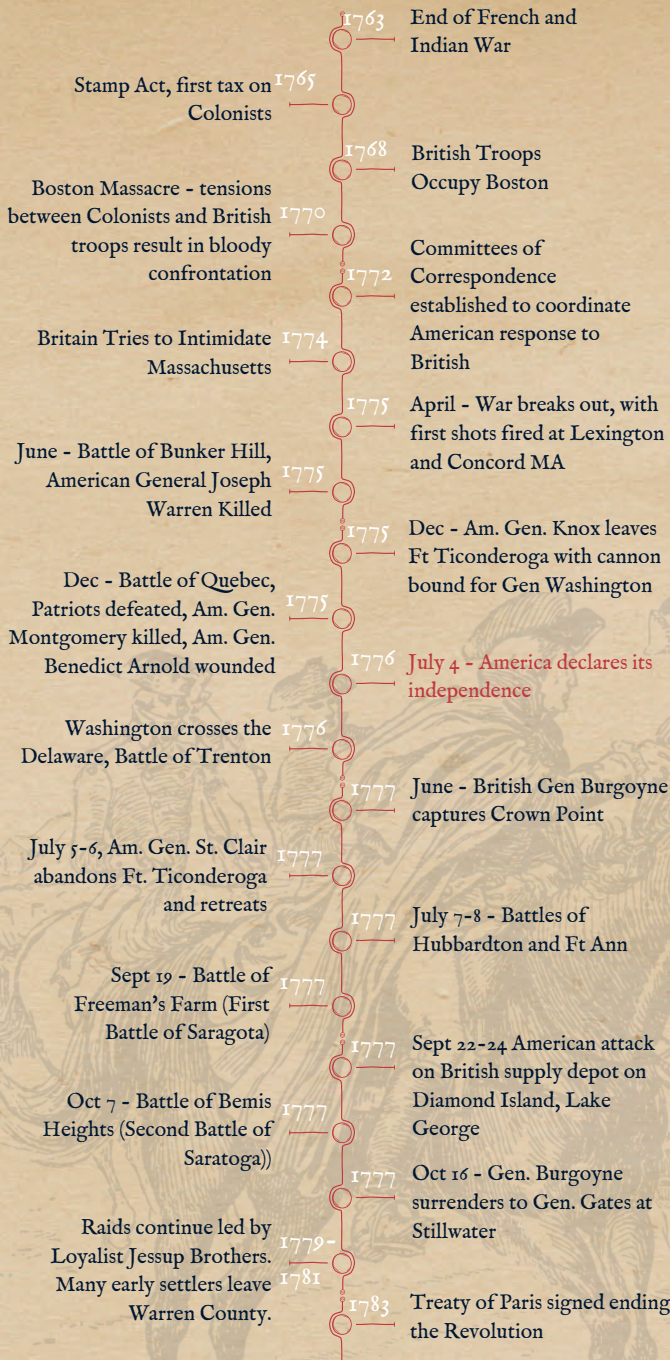 1763
End of French and
Indian War
1765
Stamp Act, first tax on
Colonists
1768
British Troops
Occupy Boston
1770
Boston Massacre - tensions
between Colonists and British
troops result in bloody
confrontation
1772
Committees of
Correspondence
established to coordinate
American response to
British
1774
Britain Tries to Intimidate
Massachusetts
1775
April - War breaks out, with
first shots fired at Lexington
and Concord MA
1775
June - Battle of Bunker Hill,
American General Joseph
Warren Killed
1775
Dec - Am. Gen. Knox leaves
Ft Ticonderoga with cannon
bound for Gen Washington
1775
Dec - Battle of Quebec,
Patriots defeated, Am. Gen.
Montgomery killed, Am. Gen.
Benedict Arnold wounded
1776
July 4 - America declares its
independence
1776
Washington crosses the
Delaware, Battle of Trenton
1777
June - British Gen Burgoyne
captures Crown Point
1777
July 5-6, Am. Gen. St. Clair
abandons Ft. Ticonderoga
and retreats
1777
July 7-8 - Battles of
Hubbardton and Ft Ann
1777
Sept 19 - Battle of
Freeman's Farm (First
Battle of Saragota)
1777
Sept 22-24 American attack
on British supply depot on
Diamond Island, Lake
George
1777
Oct 7 - Battle of Bemis
Heights (Second Battle of
Saratoga))
1777
Oct 16 - Gen. Burgoyne
surrenders to Gen. Gates at
Stillwater
1779-
1781
Raids continue led by
Loyalist Jessup Brothers.
Many early settlers leave
Warren County.
1783
Treaty of Paris signed ending
the Revolution